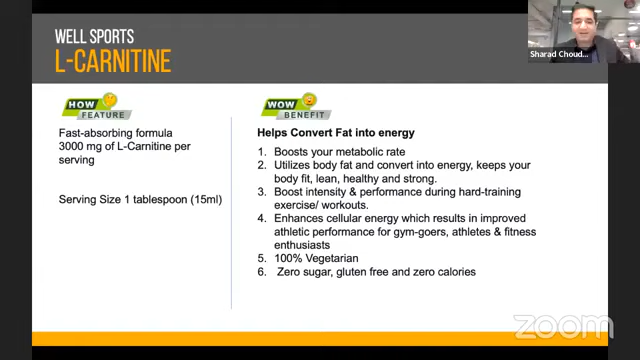 WELL SPORTS
L-CARNITINE
Sharad Choud...
HOW
FEATURE
Fast-absorbing formula
3000 mg of L-Carnitine per
serving
Serving Size 1 tablespoon (15ml)
WOW
BENEFIT
Helps Convert Fat into energy
1. Boosts your metabolic rate
2. Utilizes body fat and convert into energy, keeps your
body fit, lean, healthy and strong.
3. Boost intensity & performance during hard-training
exercise/ workouts.
4. Enhances cellular energy which results in improved
athletic performance for gym-goers, athletes & fitness
enthusiasts
5. 100% Vegetarian
6. Zero sugar, gluten free and zero calories
zoom